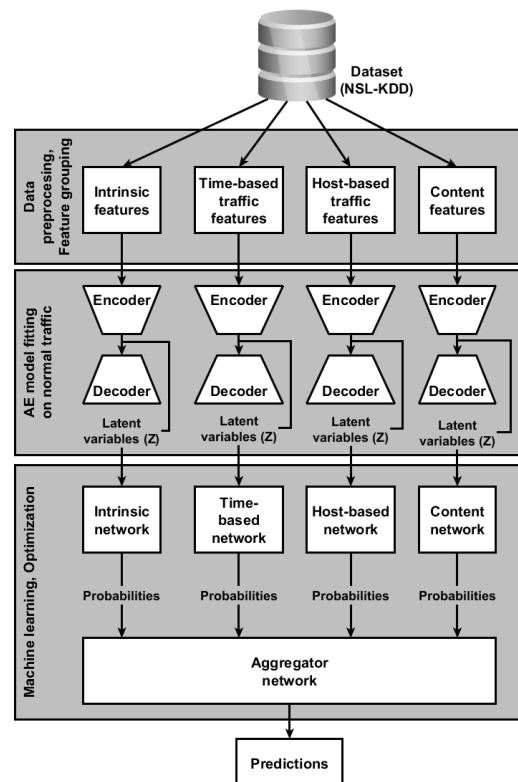 Dataset
(NSL-KDD)
Data
preprocesing,
Feature grouping
Intrinsic
features
Time-based
traffic
features
Host-based
traffic
features
Content
features
AE model fitting
on normal traffic
Encoder
Encoder
Encoder
Encoder
Decoder
Decoder
Decoder
Decoder
Latent
variables (Z)
Latent
variables (Z)
Latent
variables (Z)
Latent
variables (Z)
Machine learning, Optimization
Intrinsic
network
Time-
based
network
Host-based
network
Content
network
Probabilities
Probabilities
Probabilities
Probabilities
Aggregator
network
Predictions